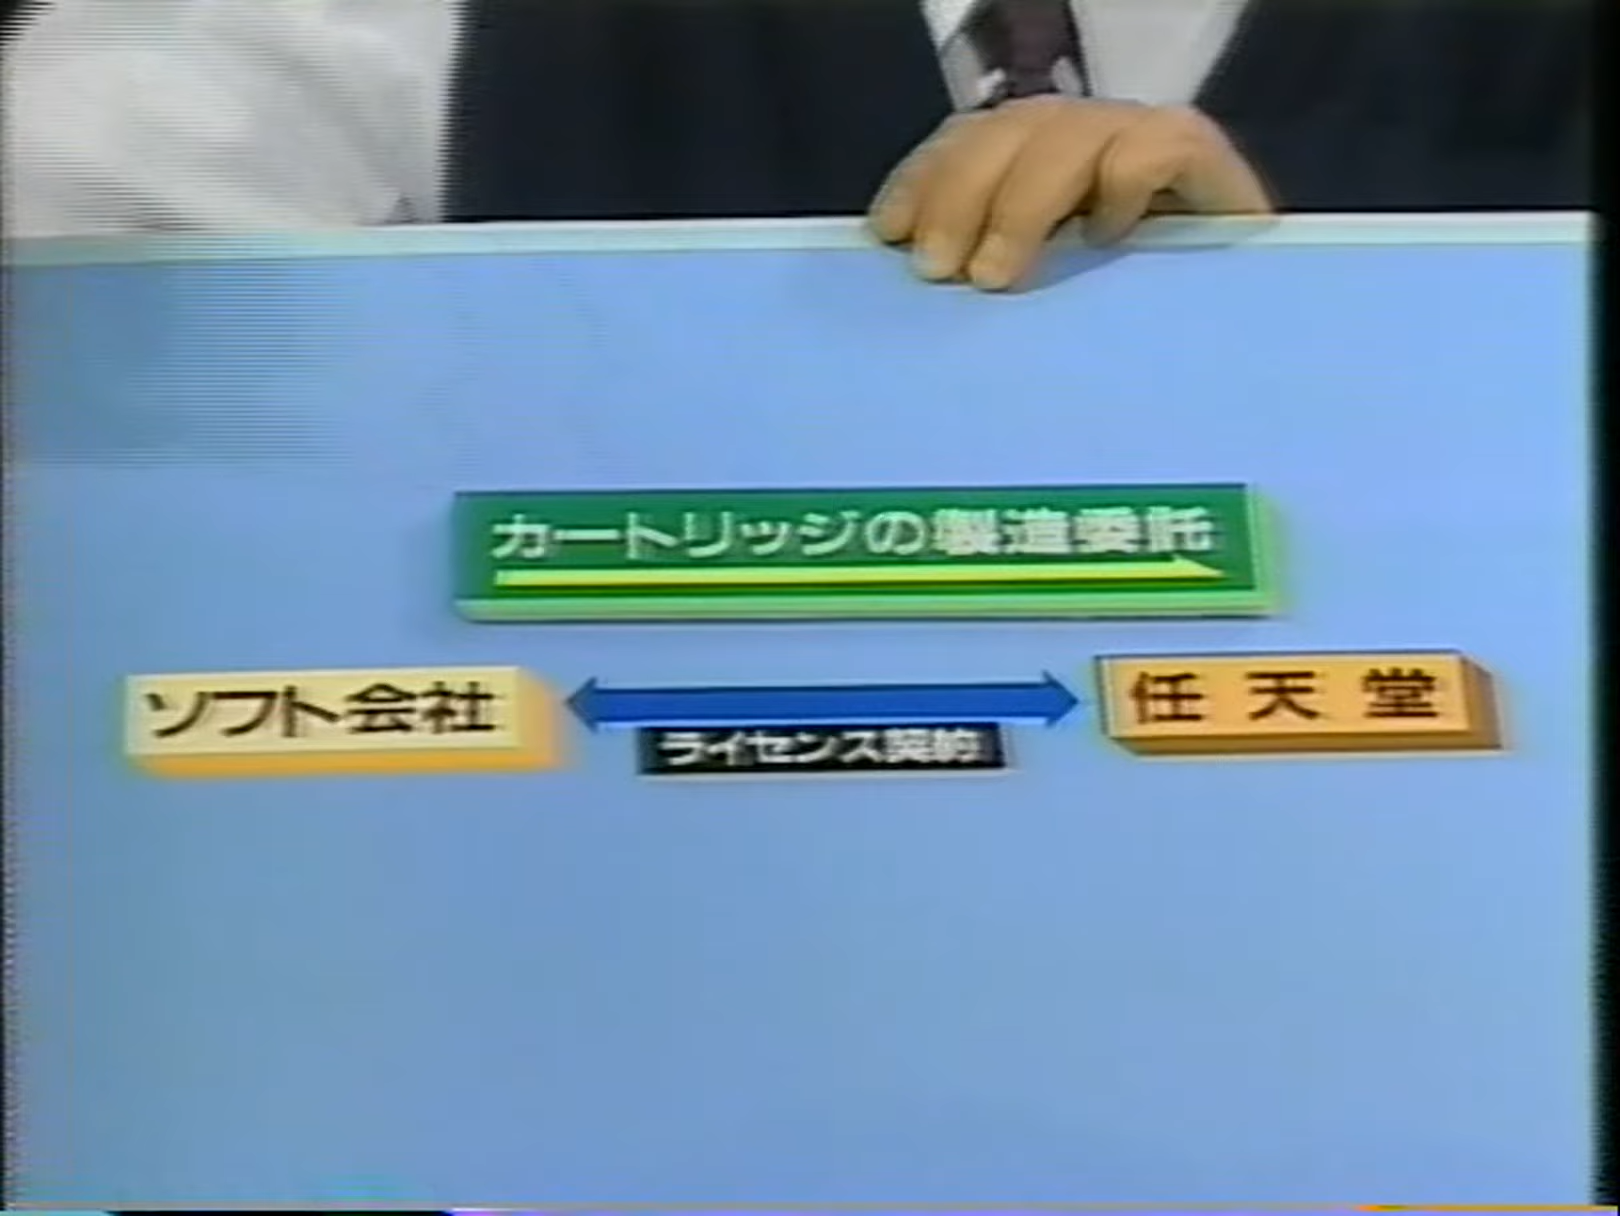 カートリッジの製造委託
ソフト会社
任天堂
ライセンス契約